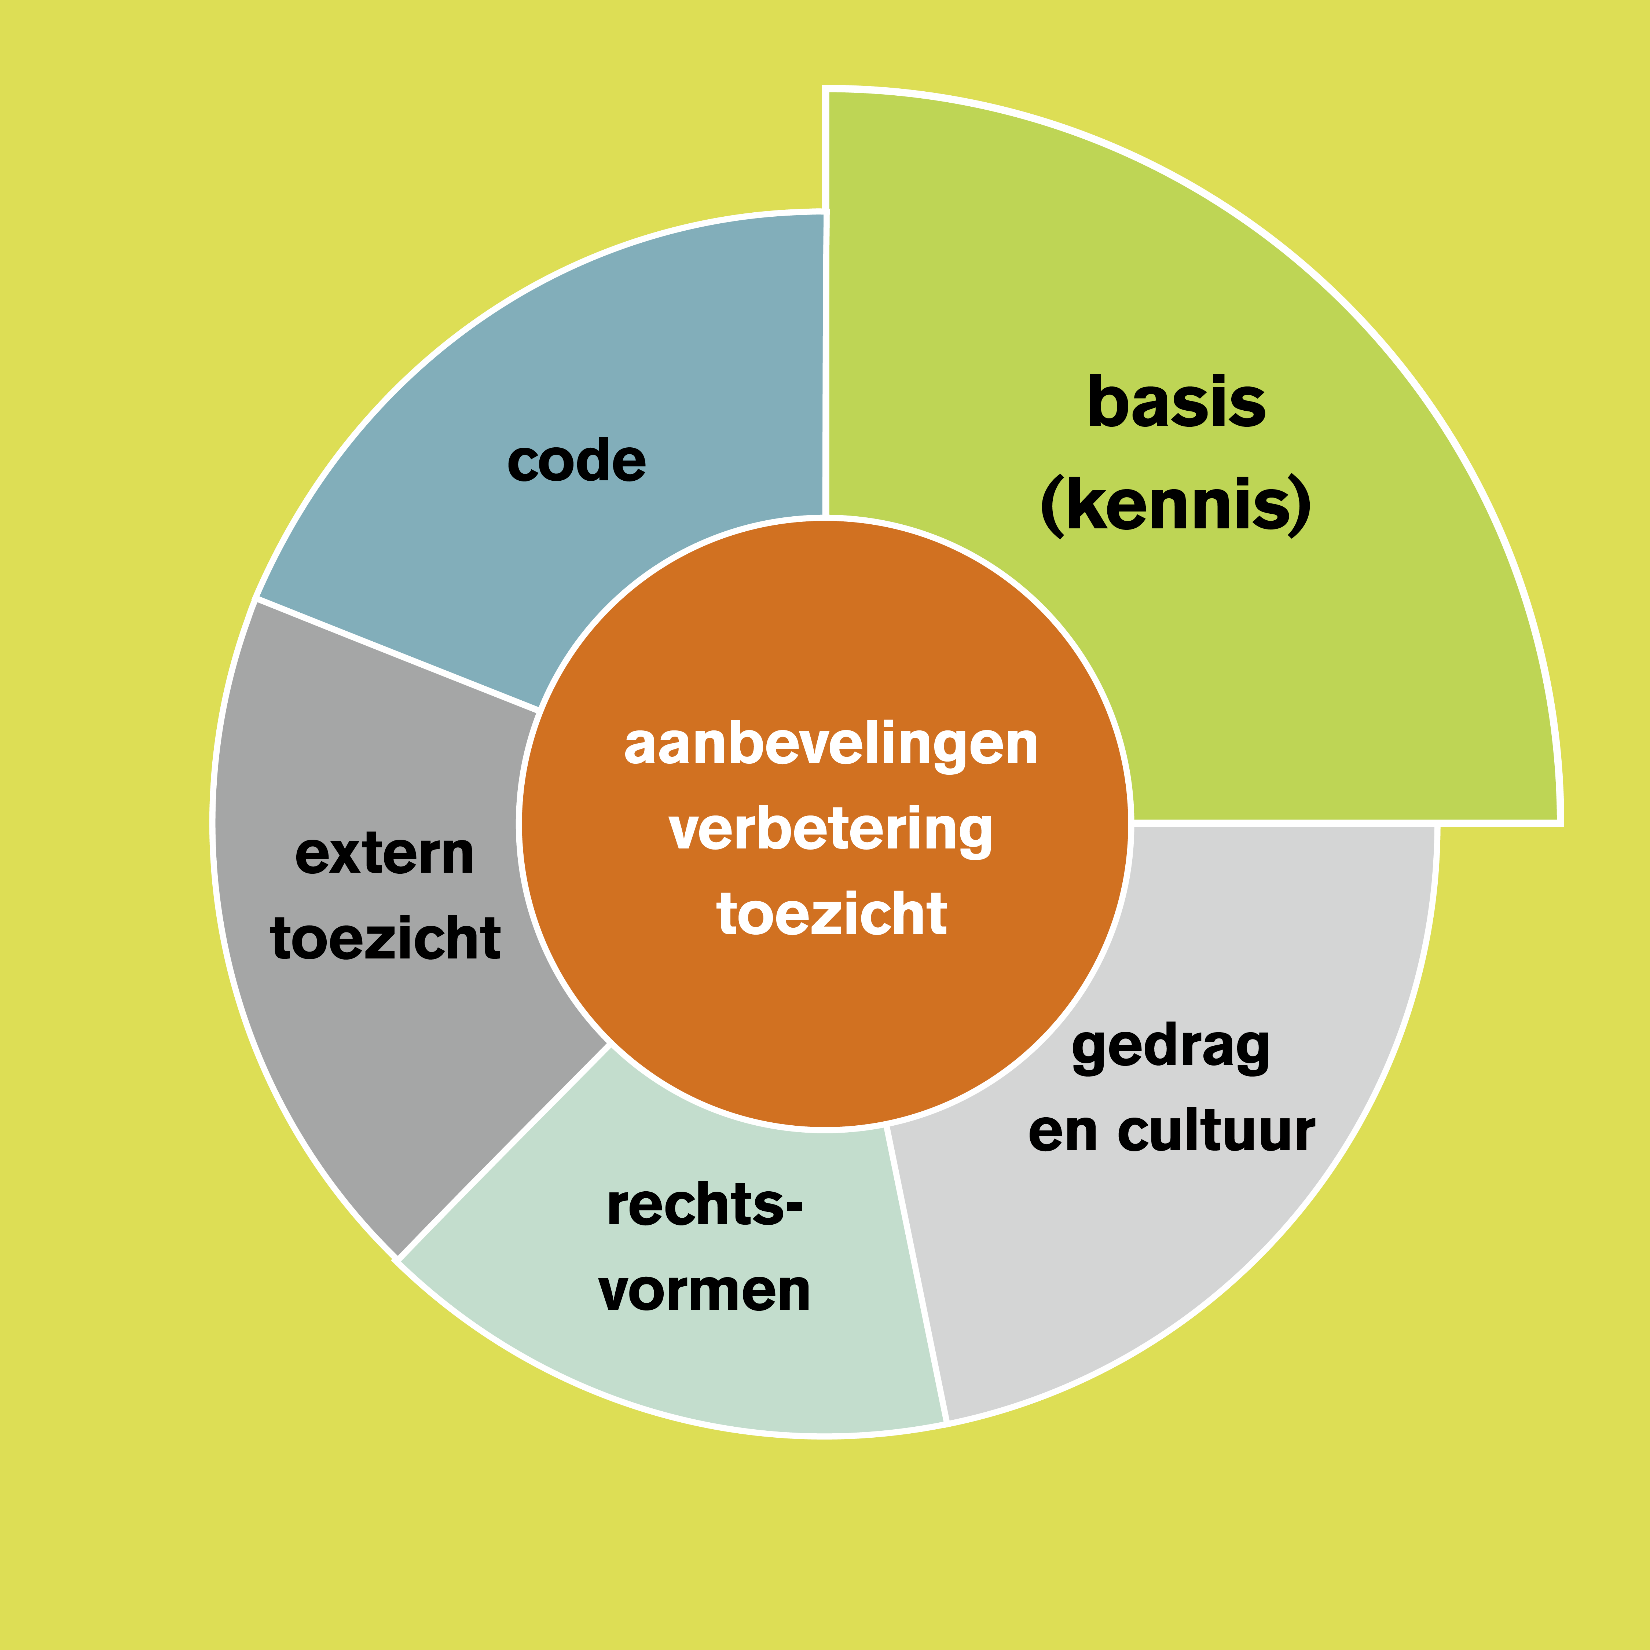 basis
(kennis)
code
aanbevelingen
verbetering
toezicht
extern
toezicht
gedrag
en cultuur
rechts-
vormen